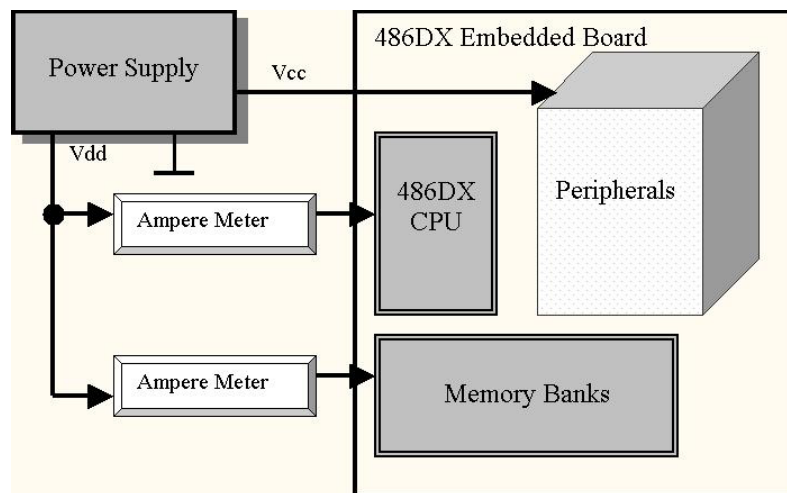 486DX Embedded Board
Power Supply
Vcc
Vdd
486DX
CPU
Peripherals
Ampere Meter
Ampere Meter
Memory Banks